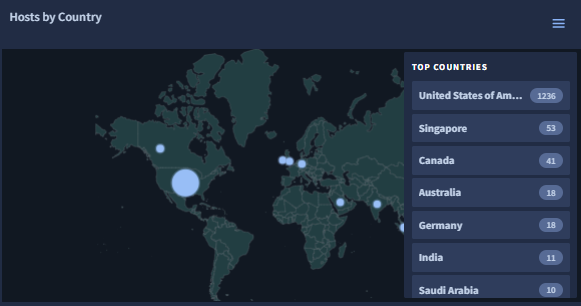 Hosts by Country
TOP COUNTRIES
United States of Am... 1236
Singapore 53
Canada 41
Australia 18
Germany 18
India 11
Saudi Arabia 10